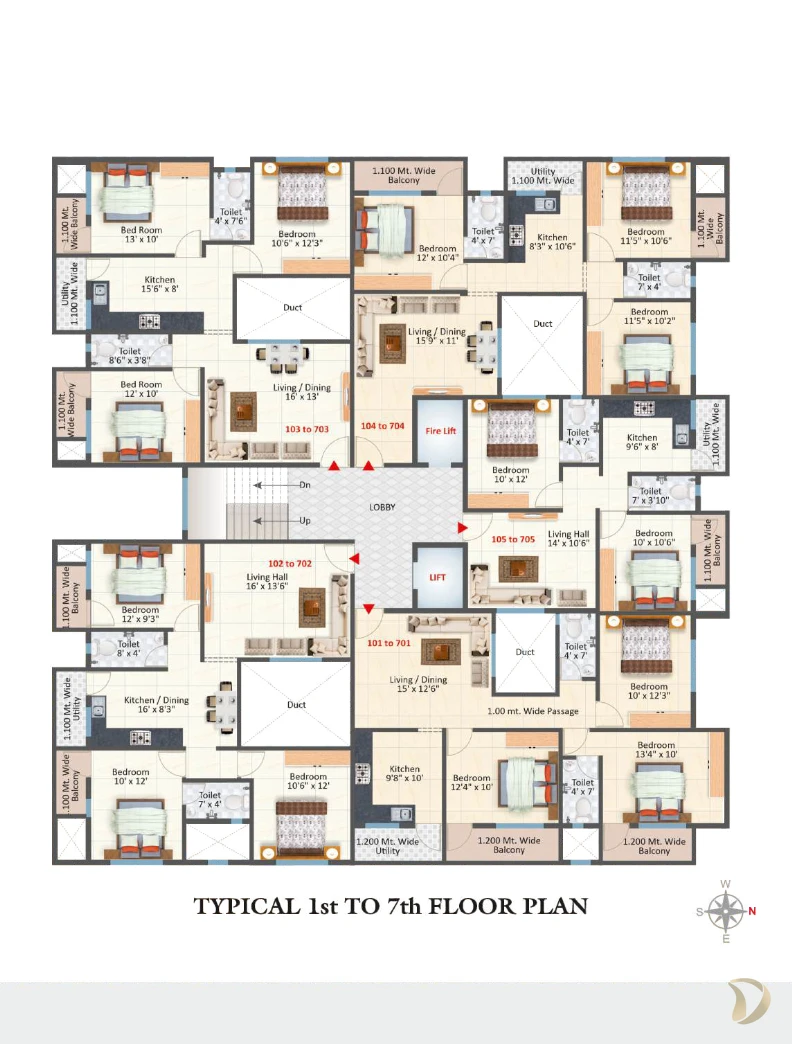 1.100 Mt. Wide
Balcony
Utility
1.100 Mt. Wide
Bed Room
13' x 10'
Toilet
4' x 7'6"
Bedroom
10'6" x 12'3"
Bedroom
12' x 10'4"
Toilet
4' x 7'
Kitchen
8'3" x 10'6"
Bedroom
11'5" x 10'6"
1.100 Mt.
Wide
Balcony
1.100 Mt.
Wide Balcony
Utility
1.100 Mt. Wide
Kitchen
15'6" x 8'
Duct
Toilet
7' x 4'
Living / Dining
15'9" x 11'
Duct
11'5" x 10'2"
Bedroom
Toilet
8'6" x 3'8"
Bed Room
12' x 10'
1.100 Mt.
Wide Balcony
Living / Dining
16' x 13'
103 to 703
104 to 704
Fire Lift
Bedroom
10' x 12'
Toilet
4' x 7'
Kitchen
9'6" x 8'
Utility
1.100 Mt. Wide
Toilet
7' x 3'10"
Dn
Up
LOBBY
105 to 705
Living Hall
14' x 10'6"
Bedroom
10' x 10'6"
1.100 Mt. Wide
Balcony
1.100 Mt. Wide
Balcony
Bedroom
12' x 9'3"
102 to 702
Living Hall
16' x 13'6"
LIFT
Toilet
8' x 4'
101 to 701
Living / Dining
15' x 12'6"
Duct
Toilet
4' x 7'
Bedroom
10' x 12'3"
1.100 Mt. Wide
Utility
Kitchen / Dining
16' x 8'3"
Duct
1.00 mt. Wide Passage
.100 Mt. Wide
Balcony
Bedroom
10' x 12'
Toilet
7' x 4'
Bedroom
10'6" x 12'
Kitchen
9'8" x 10'
Bedroom
12'4" x 10'
Toilet
4' x 7'
Bedroom
13'4" x 10'
1.200 Mt. Wide
Utility
1.200 Mt. Wide
Balcony
1.200 Mt. Wide
Balcony
TYPICAL 1st TO 7th FLOOR PLAN
W
S
N
E